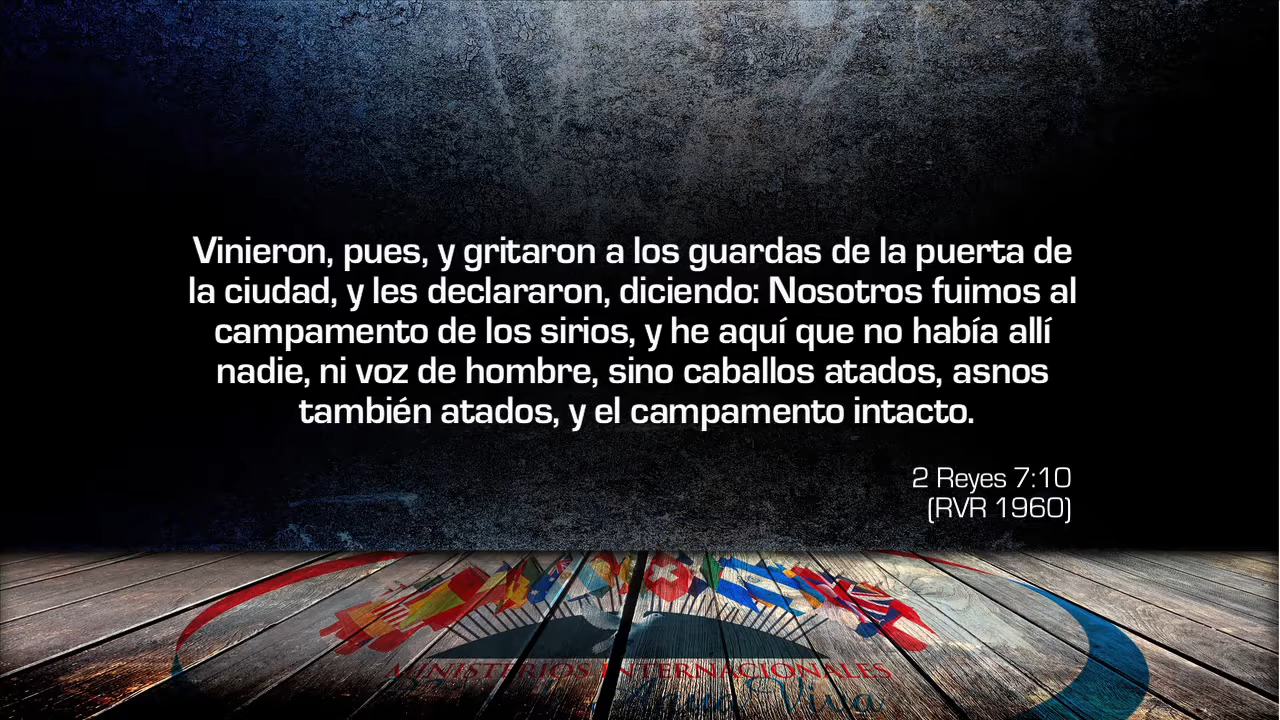 Vinieron, pues, y gritaron a los guardas de la puerta de
la ciudad, y les declararon, diciendo: Nosotros fuimos al
campamento de los sirios, y he aquí que no había allí
nadie, ni voz de hombre, sino caballos atados, asnos
también atados, y el campamento intacto.
2 Reyes 7:10
(RVR 1960)
MINISTERIOS INTERNACIONALES
Agua Viva